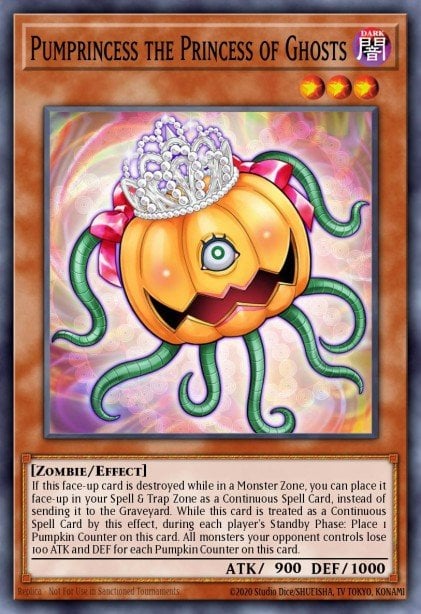 Pumprincess the Princess of Ghosts
DARK
闇
[Zombie/Effect]
If this face-up card is destroyed while in a Monster Zone, you can place it
face-up in your Spell & Trap Zone as a Continuous Spell Card, instead of
sending it to the Graveyard. While this card is treated as a Continuous
Spell Card by this effect, during each player's Standby Phase: Place 1
Pumpkin Counter on this card. All monsters your opponent controls lose
100 ATK and DEF for each Pumpkin Counter on this card.
ATK/ 900 DEF/1000
Replica - Not For Use in Sanctioned Tournaments ©2020 Studio Dice/SHUEISHA, TV TOKYO, KONAMI